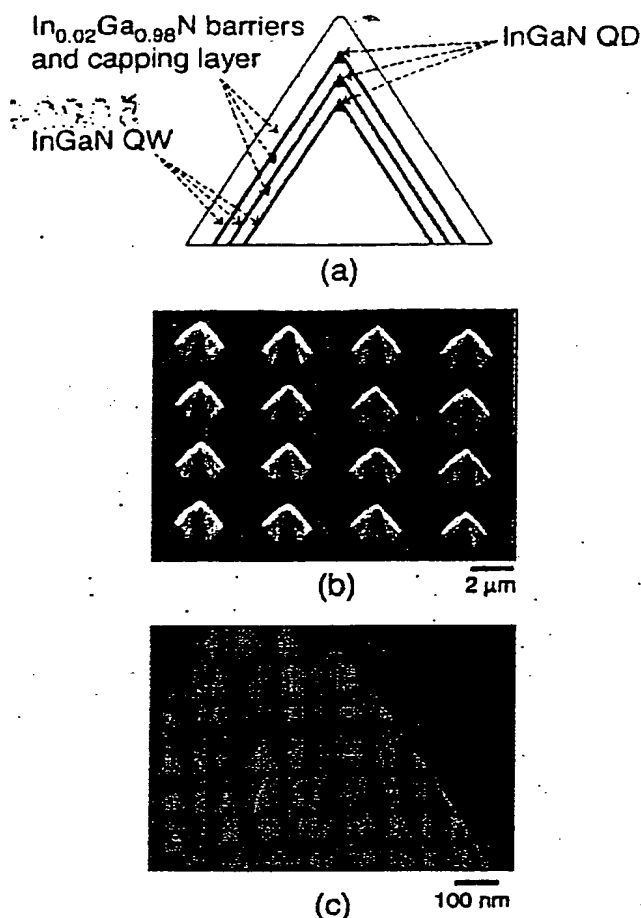 In₀.₀₂Ga₀.₉₈N barriers
and capping layer
InGaN QD
InGaN QW
(a)
(b)
2 μm
(c)
100 nm